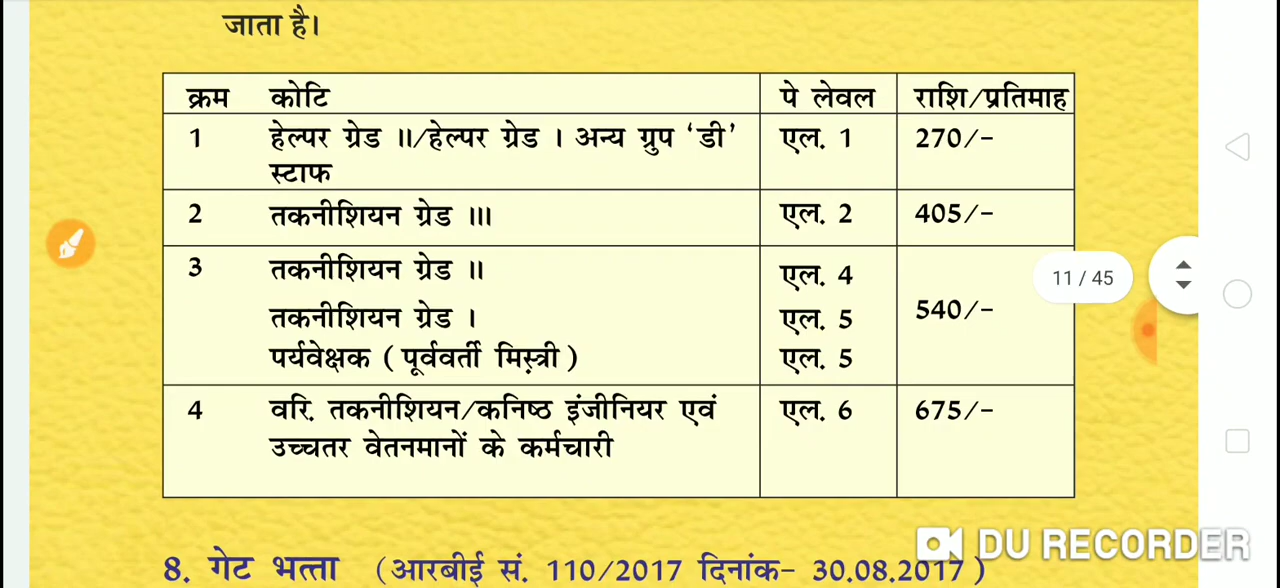 जाता है।
क्रम कोटि पे लेवल राशि/प्रतिमाह
1 हेल्पर ग्रेड ॥/हेल्पर ग्रेड । अन्य ग्रुप ‘डी’ एल. 1 270/-
स्टाफ
2 तकनीशियन ग्रेड ॥। एल. 2 405/-
3 तकनीशियन ग्रेड ॥ एल. 4
तकनीशियन ग्रेड । एल. 5 540/-
पर्यवेक्षक ( पूर्ववर्ती मिस्त्री ) एल. 5
4 वरि. तकनीशियन/कनिष्ठ इंजीनियर एवं एल. 6 675/-
उच्चतर वेतनमानों के कर्मचारी
11 / 45
8. गेट भत्ता (आरबीई सं. 110/2017 दिनांक- 30.08.2017)
DU RECORDER